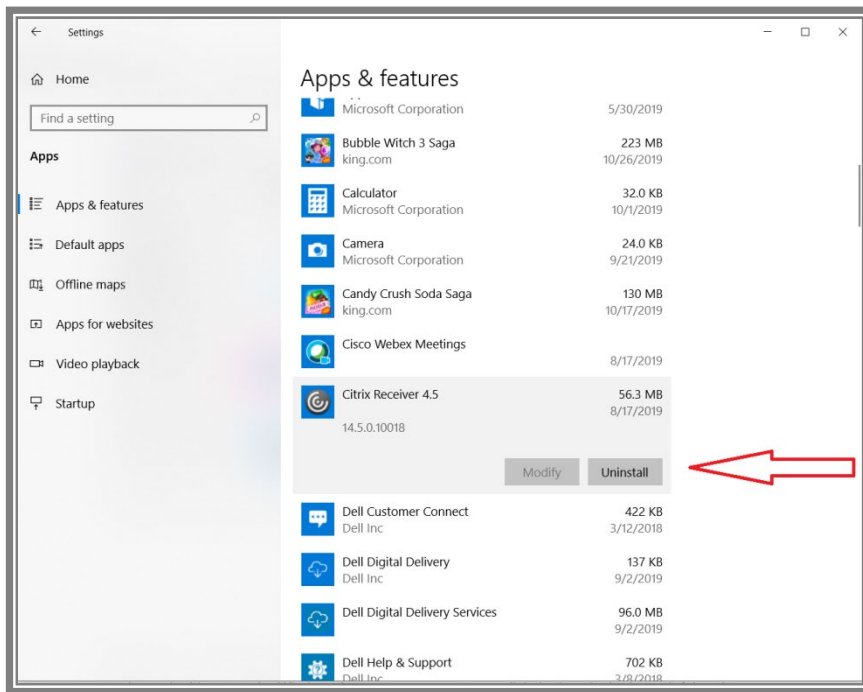 Settings
Home
Find a setting
Apps
Apps & features
Default apps
Offline maps
Apps for websites
Video playback
Startup
Apps & features
Microsoft Corporation 5/30/2019
Bubble Witch 3 Saga 223 MB
king.com 10/26/2019
Calculator 32.0 KB
Microsoft Corporation 10/1/2019
Camera 24.0 KB
Microsoft Corporation 9/21/2019
Candy Crush Soda Saga 130 MB
king.com 10/17/2019
Cisco Webex Meetings
8/17/2019
Citrix Receiver 4.5 56.3 MB
8/17/2019
14.5.0.10018
Modify Uninstall
Dell Customer Connect 422 KB
Dell Inc 3/12/2018
Dell Digital Delivery 137 KB
Dell Inc 9/2/2019
Dell Digital Delivery Services 96.0 MB
9/2/2019
Dell Help & Support 702 KB
Dell Inc 3/8/2018